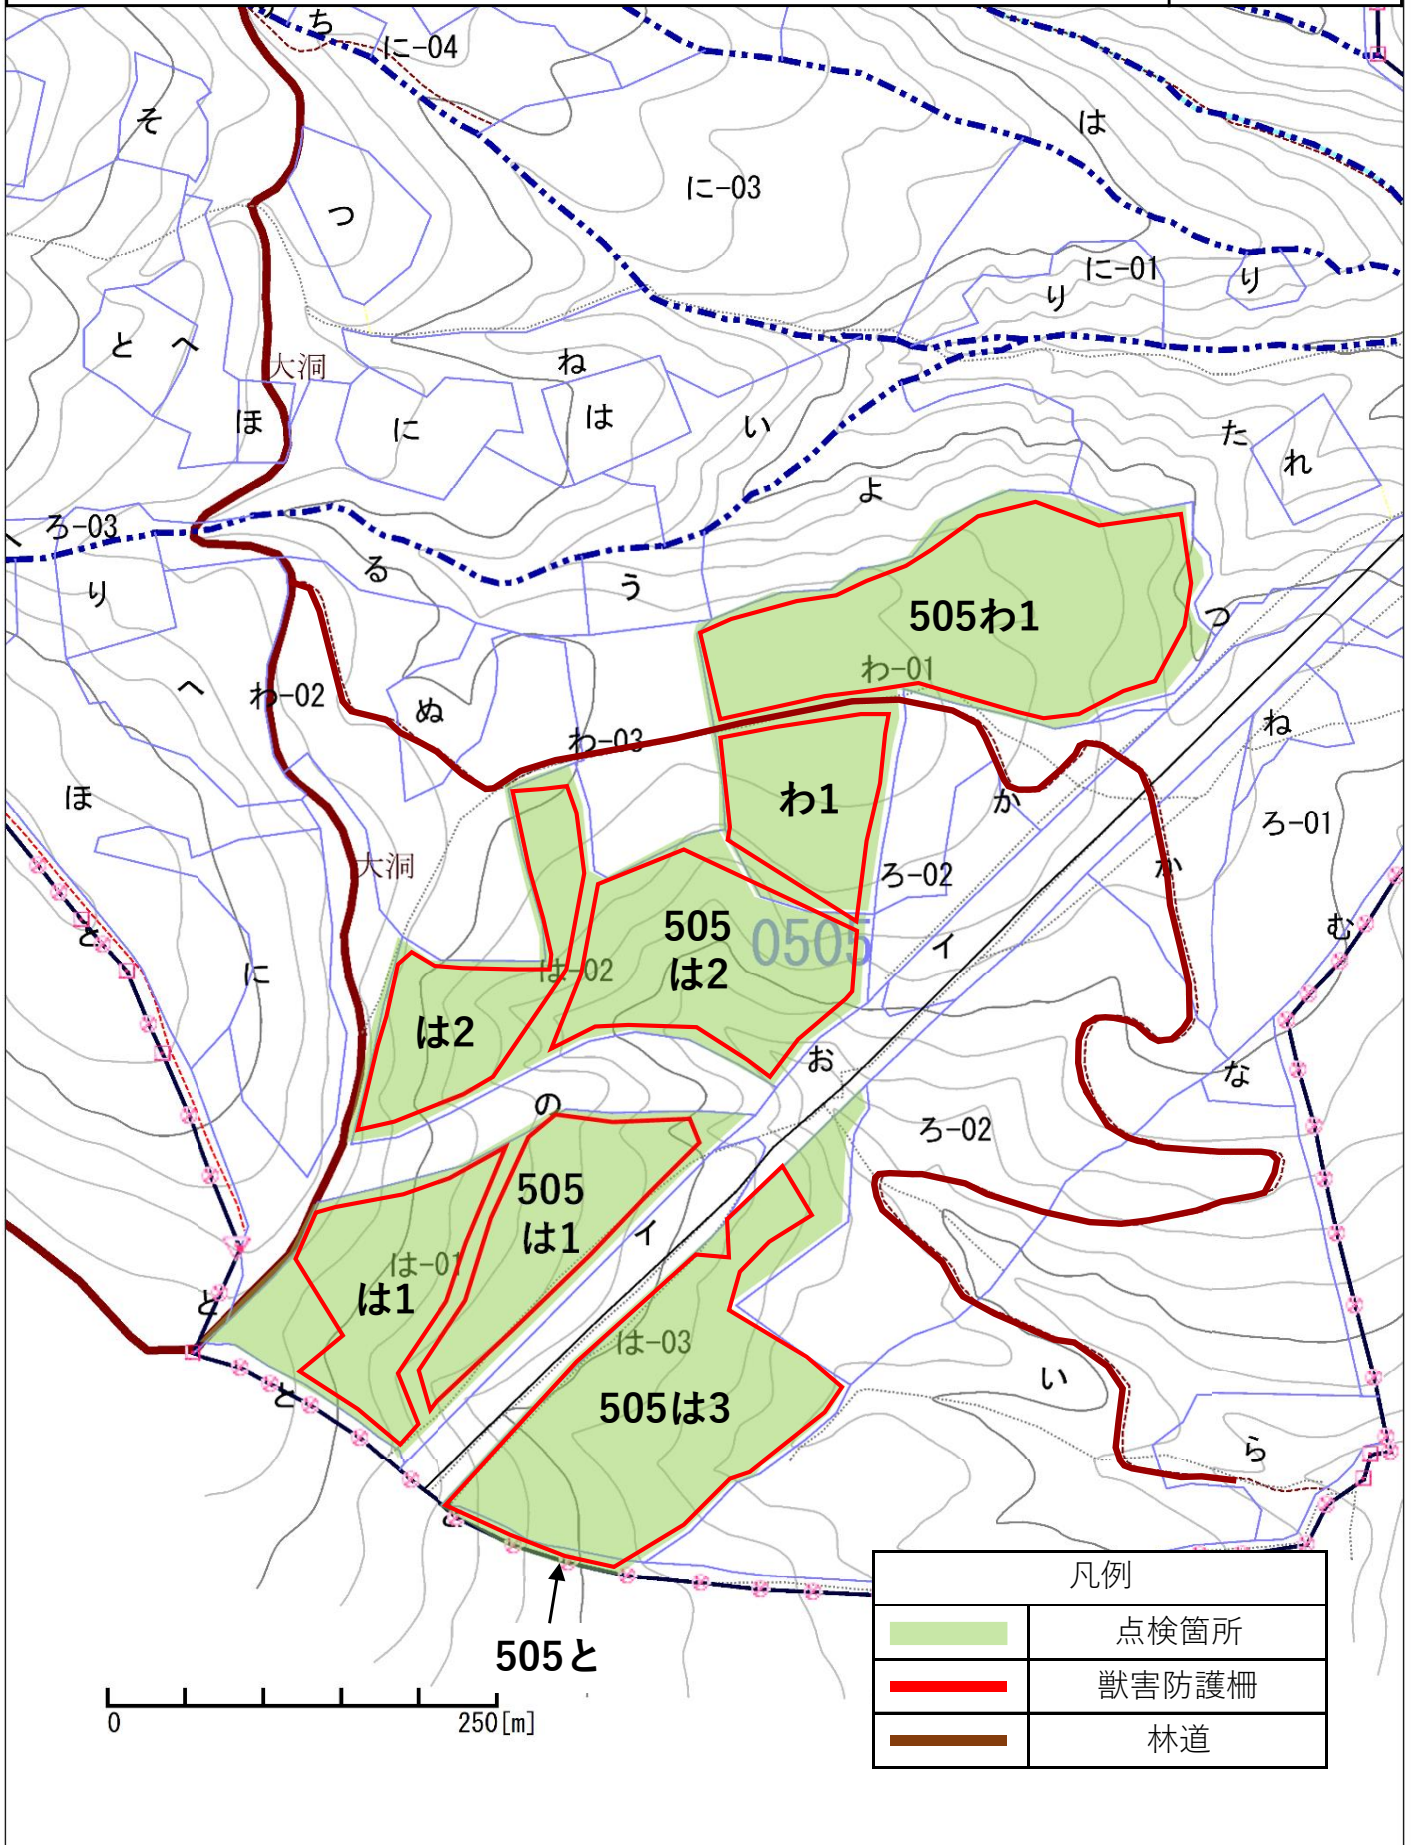 ち
に-04
そ
は
に-03
つ
に-01
り
り
と
へ
大洞
ね
ほ
に
は
い
た
れ
よ
ろ-03
へ
る
り
う
505わ1
つ
わ-01
へ
わ-02
ぬ
わ-03
ね
ほ
わ1
か
ろ-01
大洞
ろ-02
か
505
は2
0505
む
と
イ
に
は-02
は2
お
な
の
ろ-02
505
は1
イ
は-01
は1
と
は-03
い
と
505は3
ら
と
505と
凡例
点検箇所
獣害防護柵
林道
0
250[m]